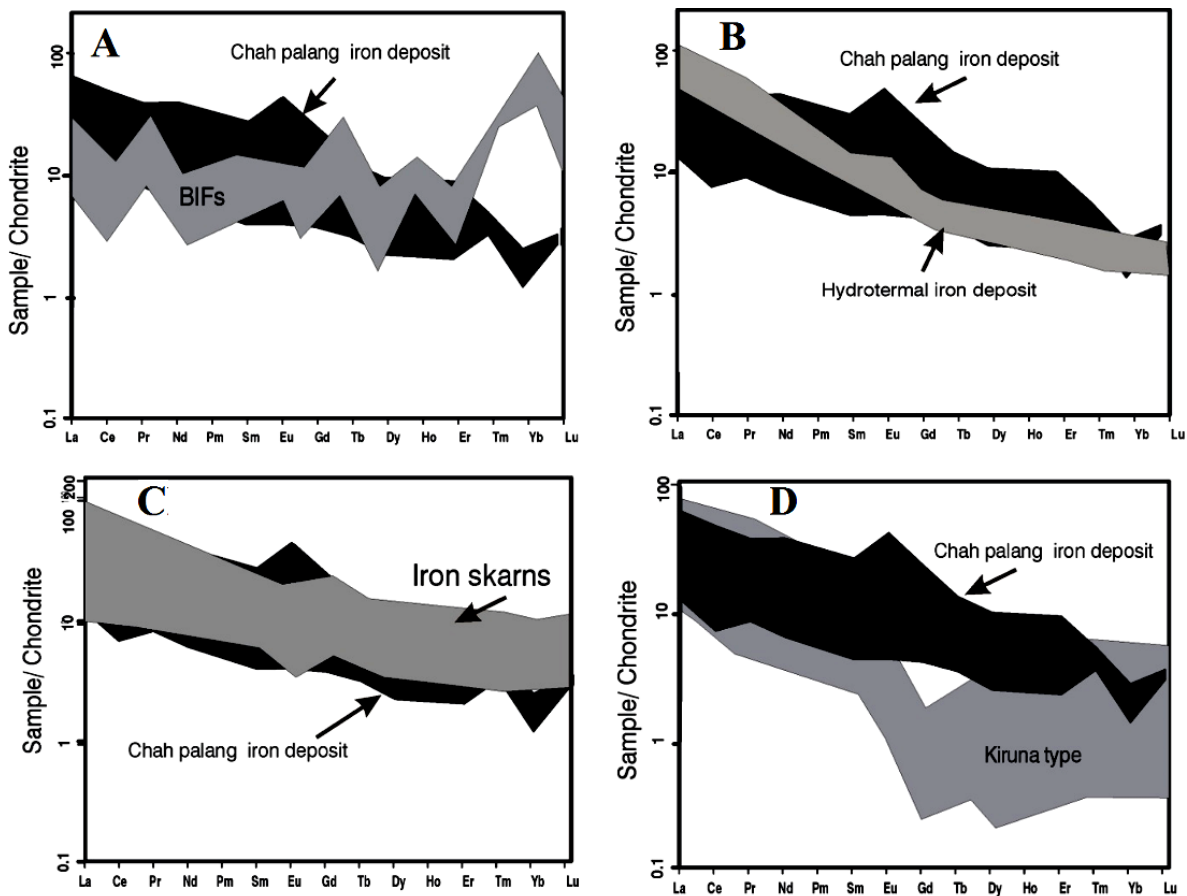 A
Chah palang iron deposit
BIFs
Sample/ Chondrite
100
10
1
0.1
La Ce Pr Nd Pm Sm Eu Gd Tb Dy Ho Er Tm Yb Lu
B
Chah palang iron deposit
Hydrotermal iron deposit
Sample/ Chondrite
100
10
1
0.1
La Ce Pr Nd Pm Sm Eu Gd Tb Dy Ho Er Tm Yb Lu
C
Iron skarns
Chah palang iron deposit
Sample/ Chondrite
200
100
10
1
0.1
La Ce Pr Nd Pm Sm Eu Gd Tb Dy Ho Er Tm Yb Lu
D
Chah palang iron deposit
Kiruna type
Sample/ Chondrite
100
10
1
0.1
La Ce Pr Nd Pm Sm Eu Gd Tb Dy Ho Er Tm Yb Lu